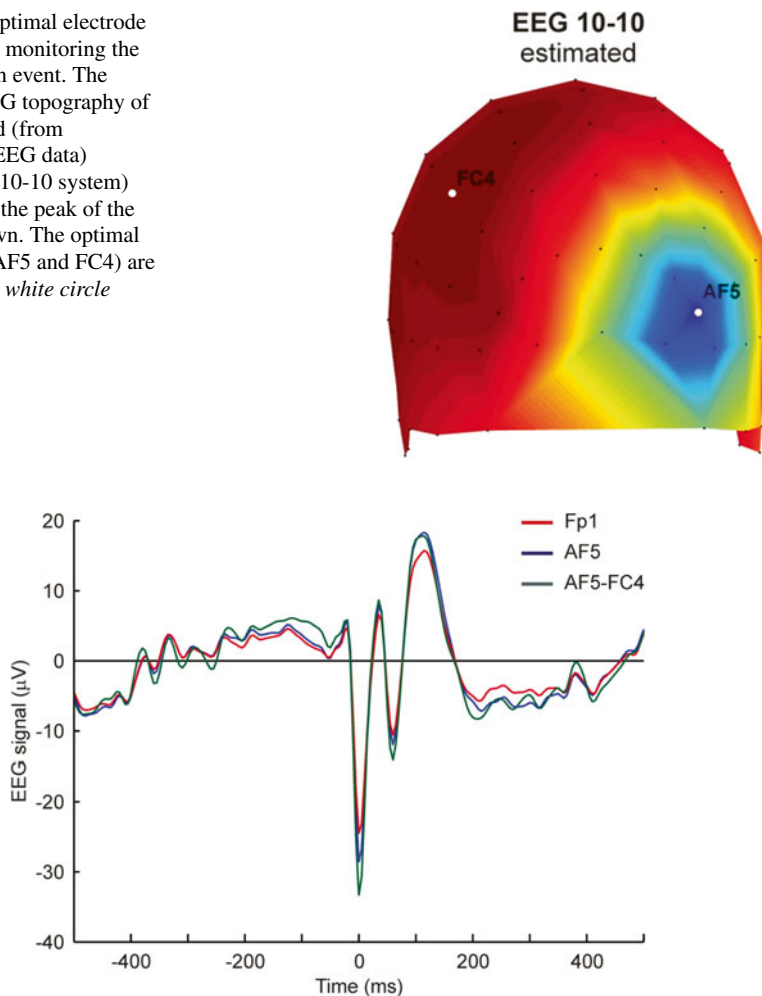 ptimal electrode
monitoring the
n event. The
G topography of
d (from
EEG data)
10-10 system)
the peak of the
wn. The optimal
AF5 and FC4) are
white circle
EEG 10-10
estimated
FC4
AF5
20
10
0
-10
-20
-30
-40
EEG signal (μV)
Fp1
AF5
AF5-FC4
-400
-200
0
200
400
Time (ms)